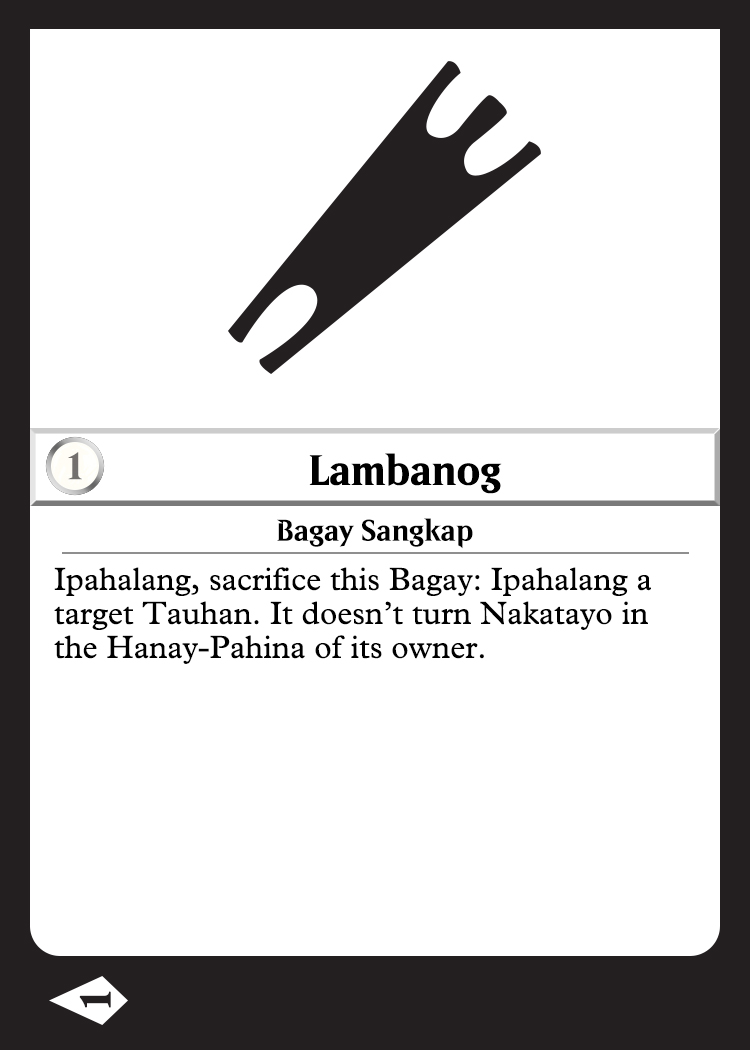 1
Lambanog
Bagay Sangkap
Ipahalang, sacrifice this Bagay: Ipahalang a
target Tauhan. It doesn’t turn Nakatayo in
the Hanay-Pahina of its owner.
1